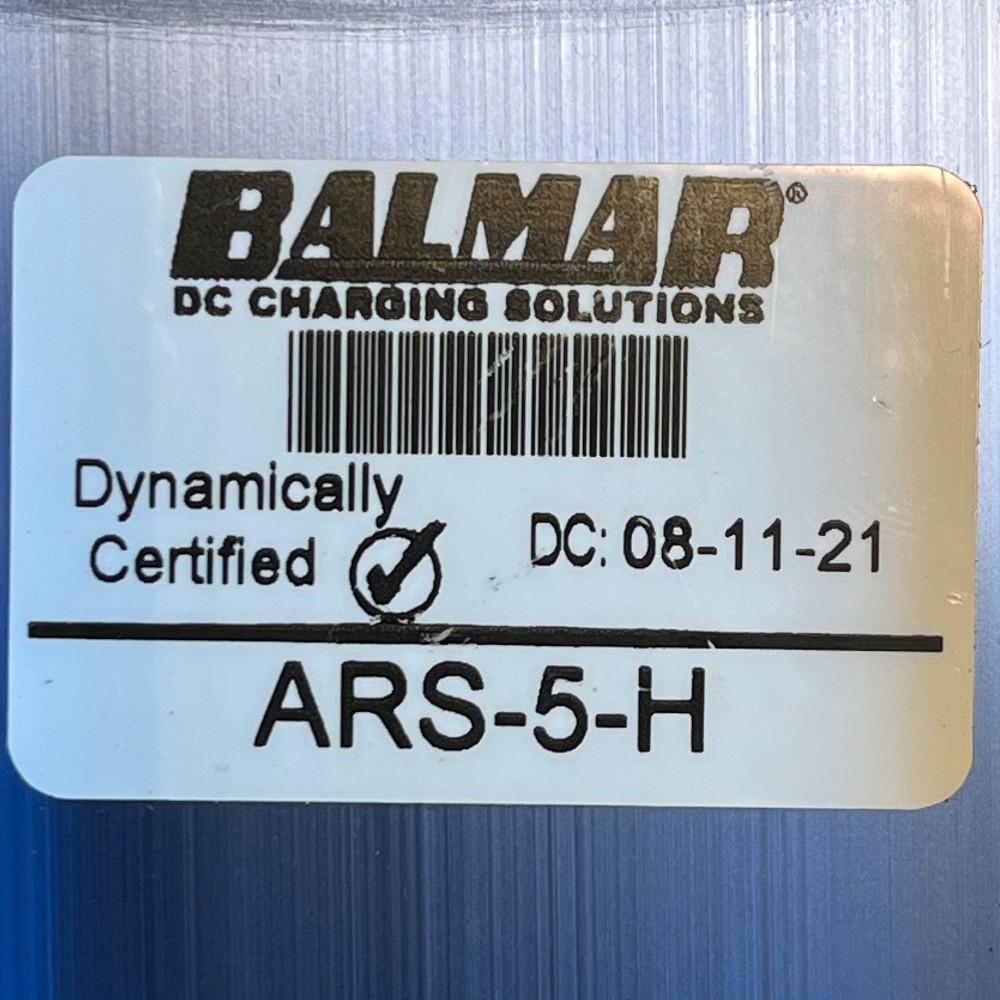 BALMAR®
DC CHARGING SOLUTIONS
Dynamically
Certified
DC: 08-11-21
ARS-5-H